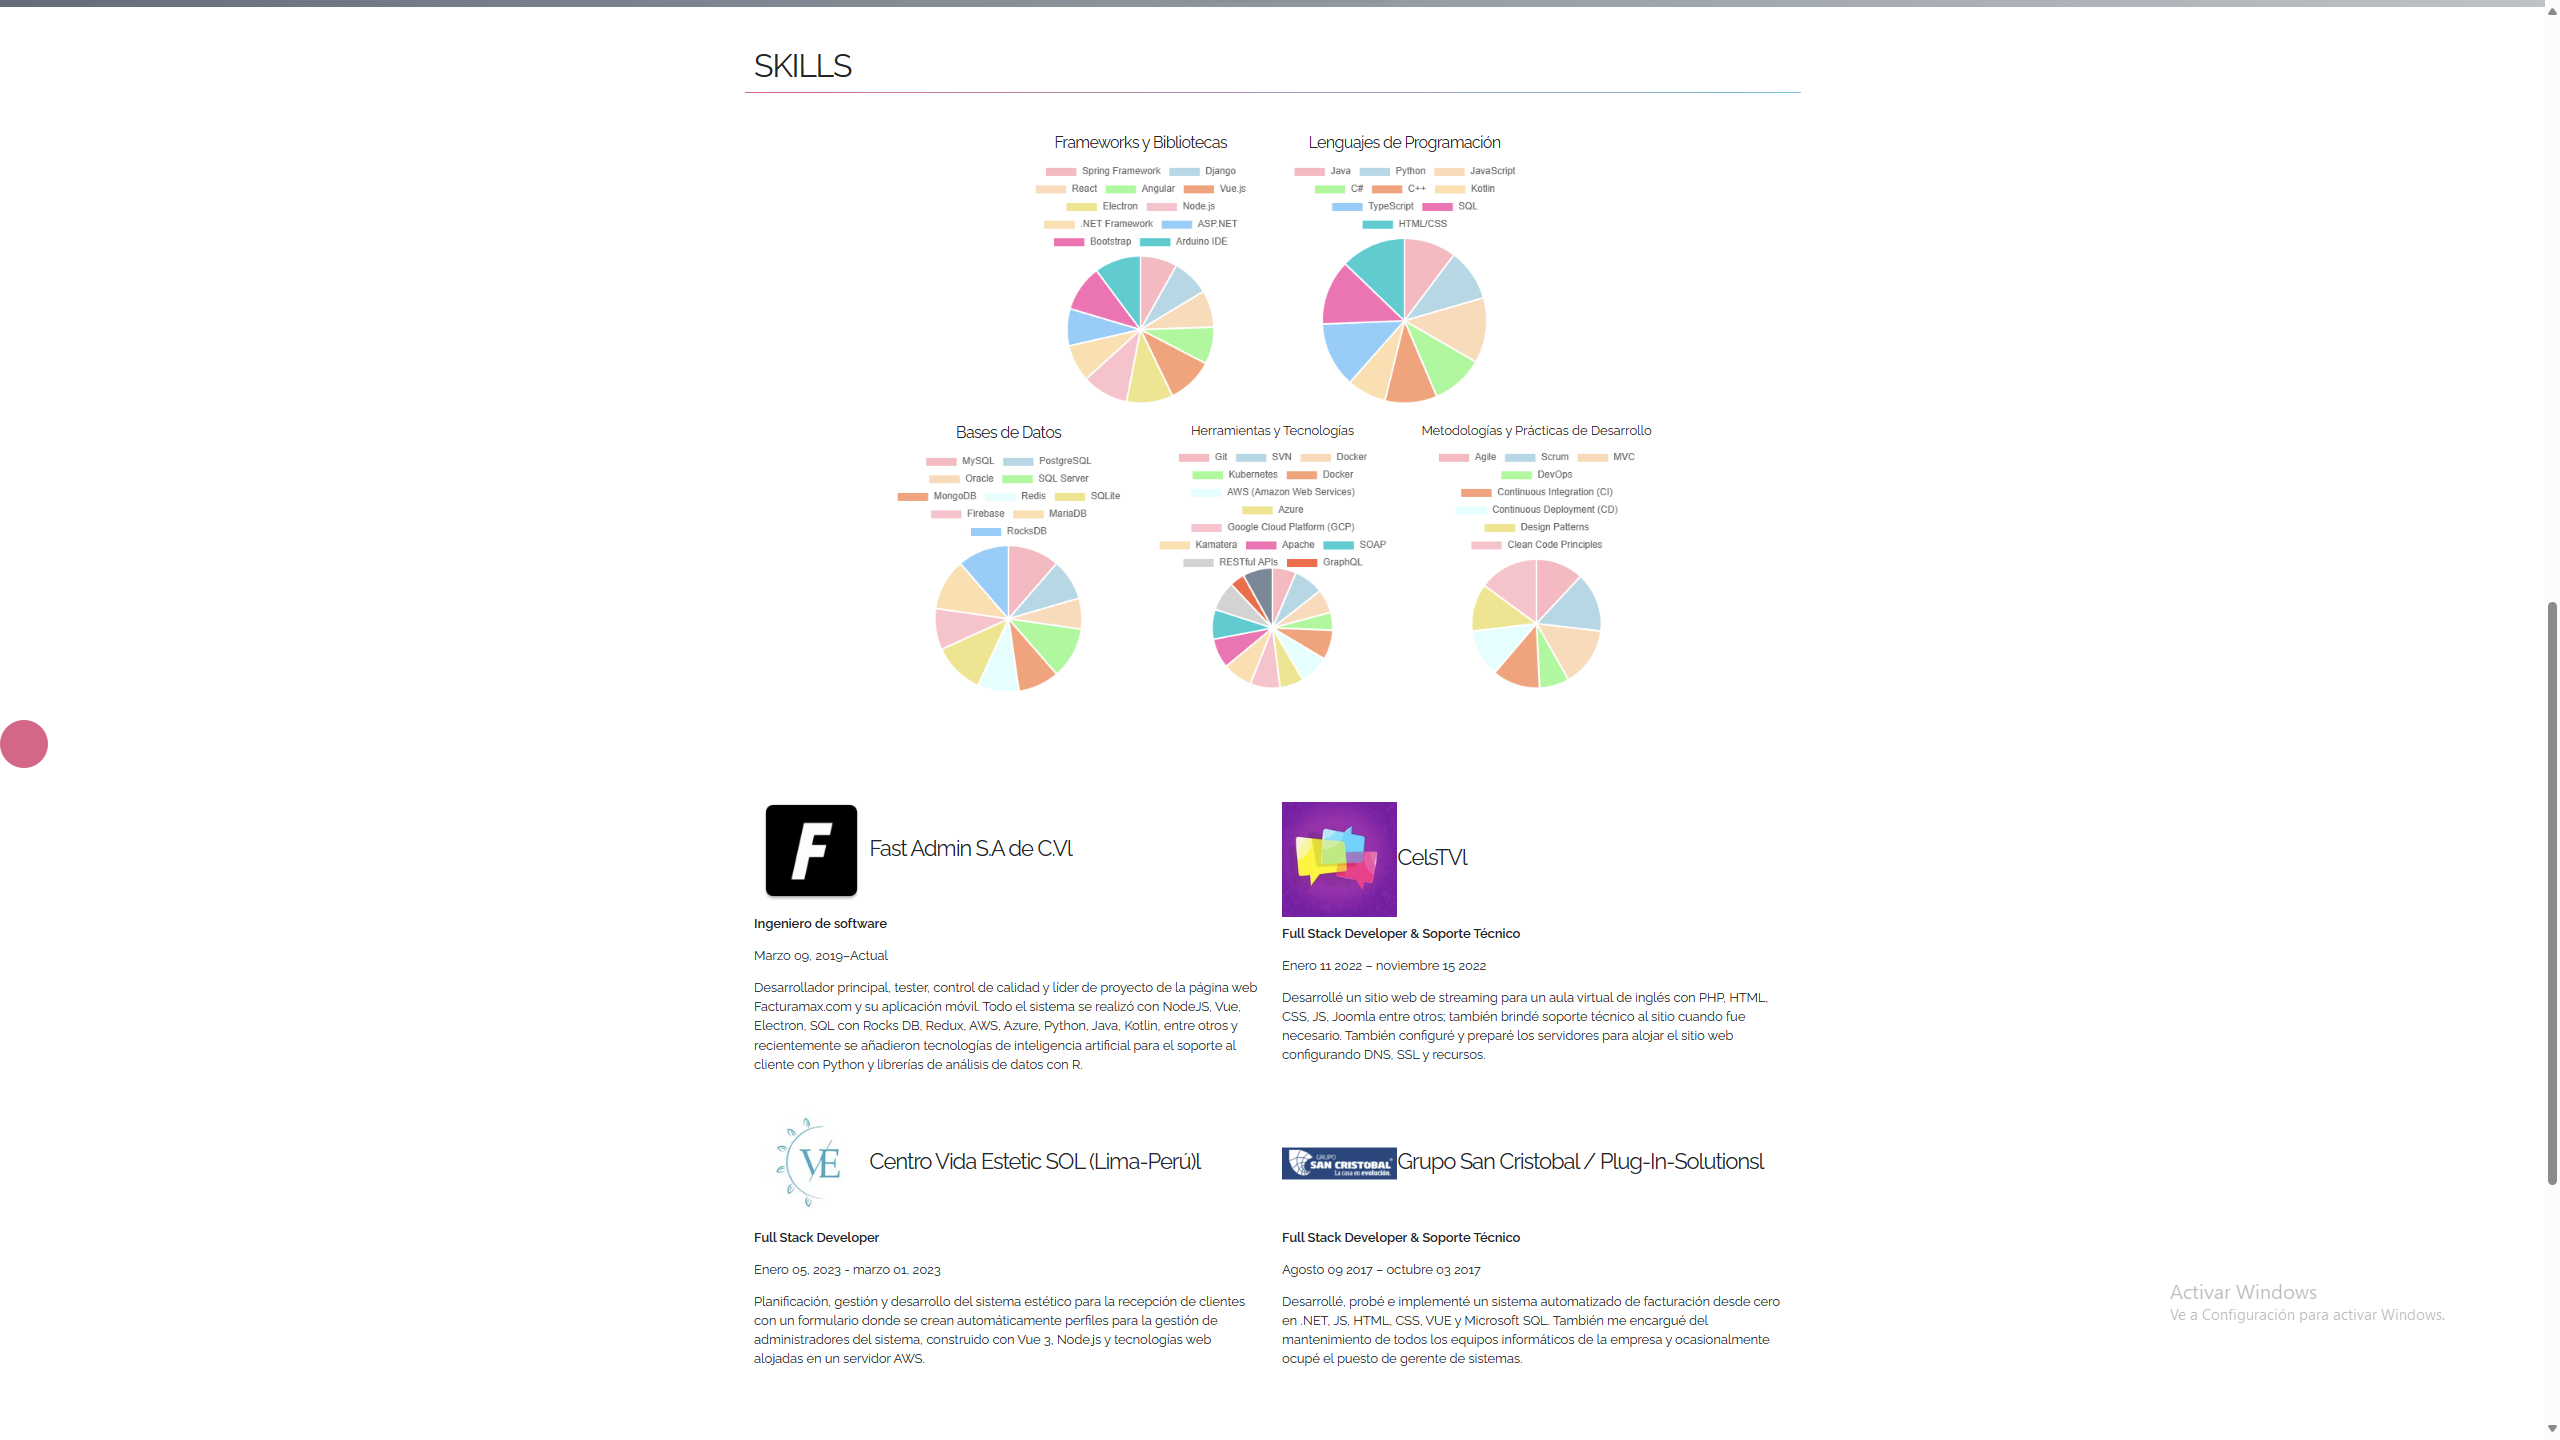 SKILLS
Frameworks y Bibliotecas
Spring Framework Django
React Angular Vue.js
Electron Node.js
.NET Framework ASP.NET
Bootstrap Arduino IDE
Lenguajes de Programación
Java Python JavaScript
C# C++ Kotlin
TypeScript SQL
HTML/CSS
Bases de Datos
MySQL PostgreSQL
Oracle SQL Server
MongoDB Redis SQLite
Firebase MariaDB
RocksDB
Herramientas y Tecnologías
Git SVN Docker
Kubernetes Docker
AWS (Amazon Web Services)
Azure
Google Cloud Platform (GCP)
Kamatera Apache SOAP
RESTful APIs GraphQL
Metodologías y Prácticas de Desarrollo
Agile Scrum MVC
DevOps
Continuous Integration (CI)
Continuous Deployment (CD)
Design Patterns
Clean Code Principles
F
Fast Admin S.A de C.Vl
Ingeniero de software
Marzo 09, 2019–Actual
Desarrollador principal, tester, control de calidad y líder de proyecto de la página web
Facturamax.com y su aplicación móvil. Todo el sistema se realizó con NodeJS, Vue,
Electron, SQL con Rocks DB, Redux, AWS, Azure, Python, Java, Kotlin, entre otros y
recientemente se añadieron tecnologías de inteligencia artificial para el soporte al
cliente con Python y librerías de análisis de datos con R.
CelsTVl
Full Stack Developer & Soporte Técnico
Enero 11 2022 – noviembre 15 2022
Desarrollé un sitio web de streaming para un aula virtual de inglés con PHP, HTML,
CSS, JS, Joomla entre otros; también brindé soporte técnico al sitio cuando fue
necesario. También configuré y preparé los servidores para alojar el sitio web
configurando DNS, SSL y recursos.
VE
Centro Vida Estetic SOL (Lima-Perú)l
Full Stack Developer
Enero 05, 2023 - marzo 01, 2023
Planificación, gestión y desarrollo del sistema estético para la recepción de clientes
con un formulario donde se crean automáticamente perfiles para la gestión de
administradores del sistema, construido con Vue 3, Node.js y tecnologías web
alojadas en un servidor AWS.
GRUPO
SAN CRISTOBAL
La casa en evolución.
Grupo San Cristobal / Plug-In-Solutionsl
Full Stack Developer & Soporte Técnico
Agosto 09 2017 – octubre 03 2017
Desarrollé, probé e implementé un sistema automatizado de facturación desde cero
en .NET, JS, HTML, CSS, VUE y Microsoft SQL. También me encargué del
mantenimiento de todos los equipos informáticos de la empresa y ocasionalmente
ocupé el puesto de gerente de sistemas.
Activar Windows
Ve a Configuración para activar Windows.